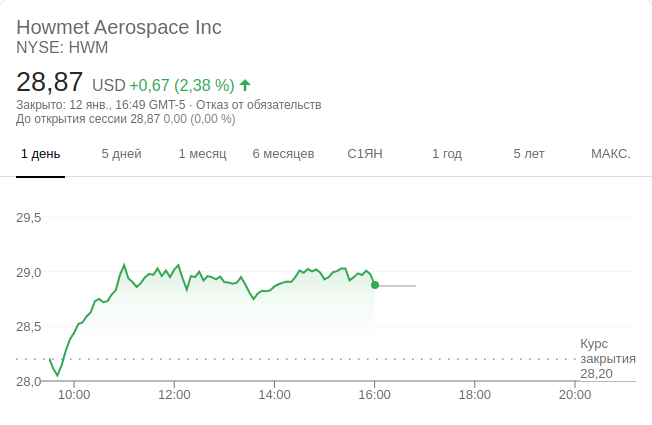 Howmet Aerospace Inc
NYSE: HWM
28,87 USD +0,67 (2,38 %)
Закрыто: 12 янв., 16:49 GMT-5 · Отказ от обязательств
До открытия сессии 28,87 0,00 (0,00 %)
1 день 5 дней 1 месяц 6 месяцев С1ЯН 1 год 5 лет МАКС.
29,5
29,0
28,5
Курс
закрытия
28,20
28,0
10:00 12:00 14:00 16:00 18:00 20:00